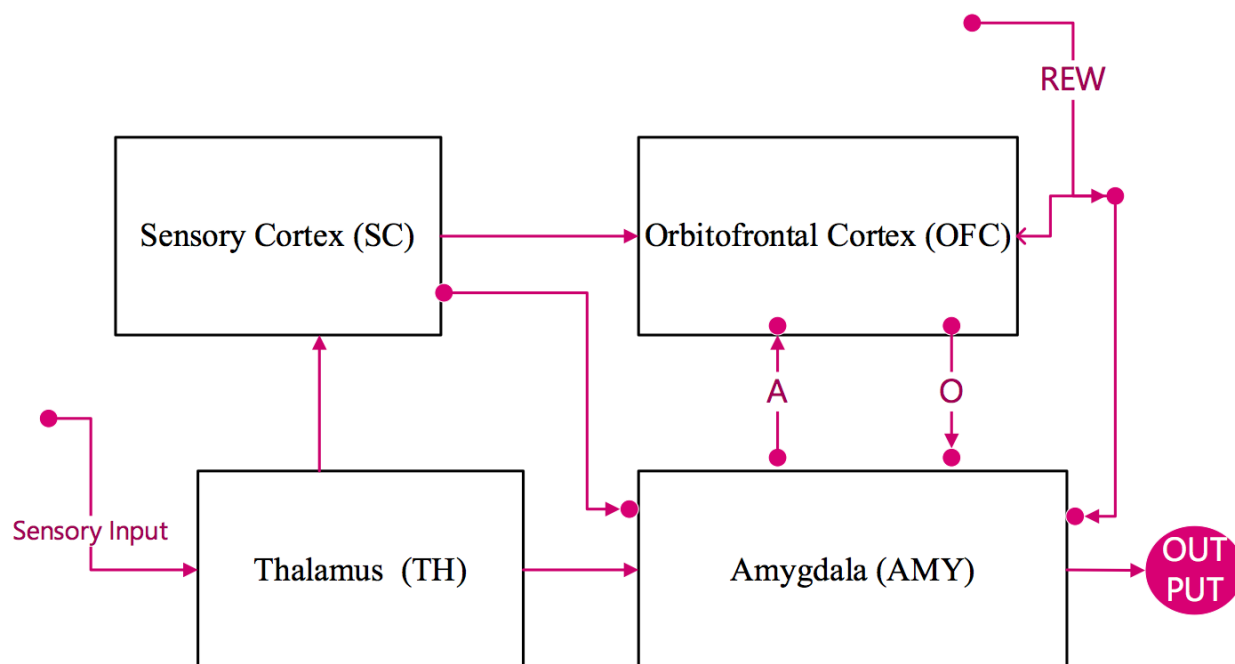 REW
Sensory Cortex (SC)
Orbitofrontal Cortex (OFC)
A
O
Sensory Input
Thalamus (TH)
Amygdala (AMY)
OUT
PUT